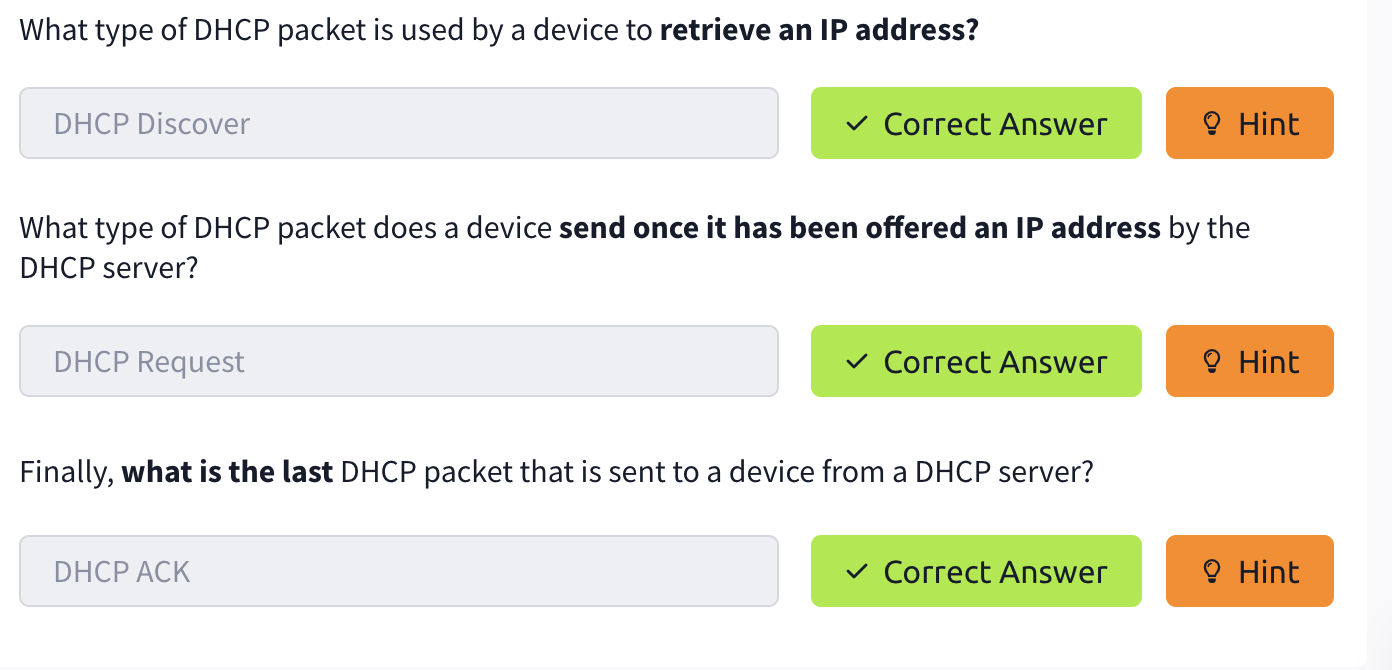 What type of DHCP packet is used by a device to retrieve an IP address?
DHCP Discover
Correct Answer
Hint
What type of DHCP packet does a device send once it has been offered an IP address by the
DHCP server?
DHCP Request
Correct Answer
Hint
Finally, what is the last DHCP packet that is sent to a device from a DHCP server?
DHCP ACK
Correct Answer
Hint